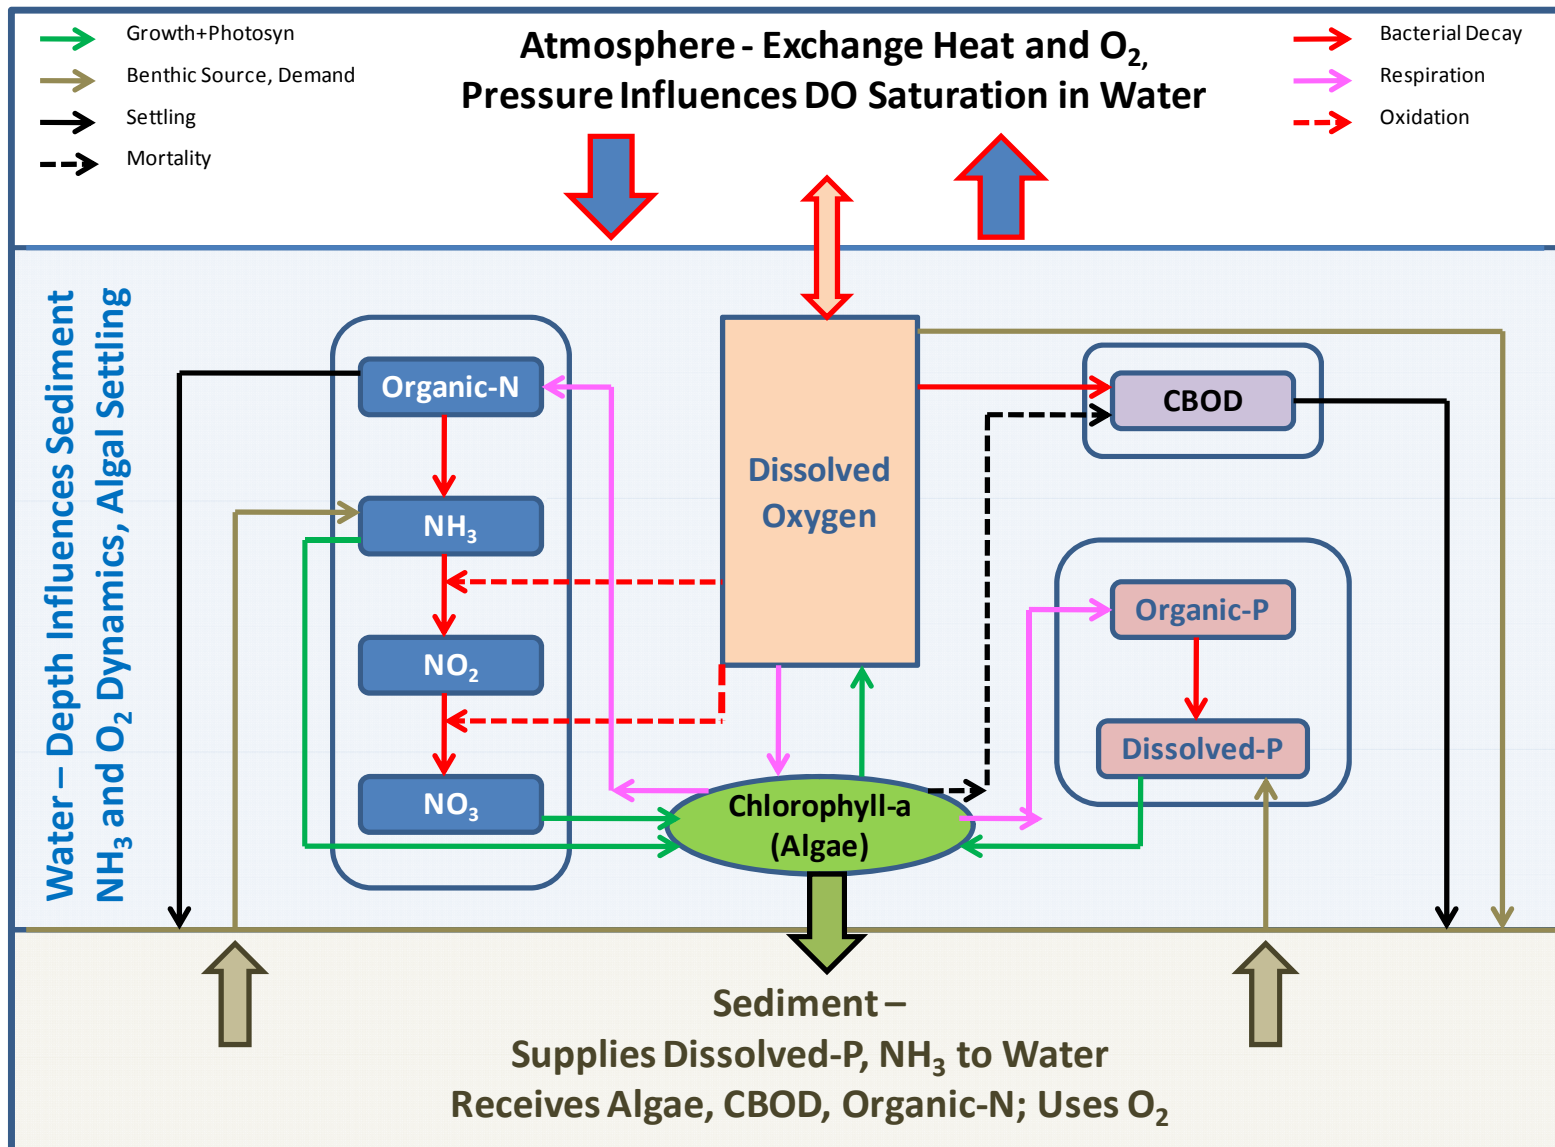 Growth+Photosyn
Benthic Source, Demand
Settling
Mortality
Atmosphere - Exchange Heat and O₂,
Pressure Influences DO Saturation in Water
Bacterial Decay
Respiration
Oxidation
Water – Depth Influences Sediment
NH₃ and O₂ Dynamics, Algal Settling
Organic-N
NH₃
NO₂
NO₃
Dissolved
Oxygen
CBOD
Organic-P
Dissolved-P
Chlorophyll-a
(Algae)
Sediment –
Supplies Dissolved-P, NH₃ to Water
Receives Algae, CBOD, Organic-N; Uses O₂